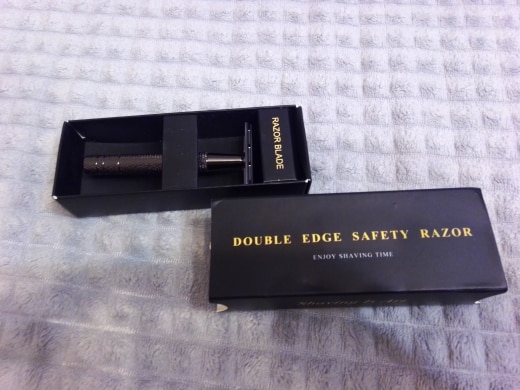 RAZOR BLADE
DOUBLE EDGE SAFETY RAZOR
ENJOY SHAVING TIME